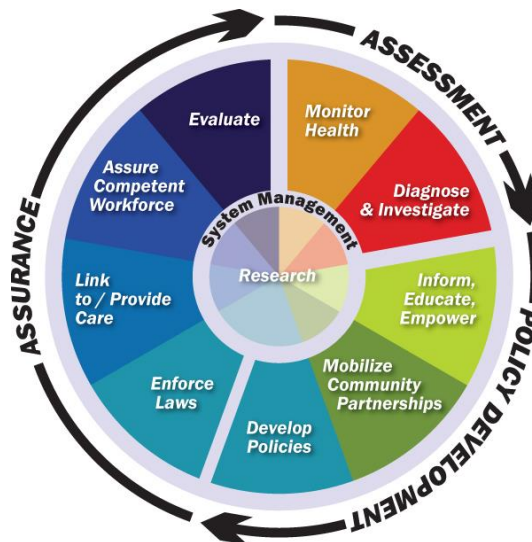 ASSESSMENT
Monitor
Health
Diagnose
& Investigate
POLICY DEVELOPMENT
Inform,
Educate,
Empower
Mobilize
Community
Partnerships
Develop
Policies
ASSURANCE
Enforce
Laws
Link
to / Provide
Care
Assure
Competent
Workforce
Evaluate
System Management
Research